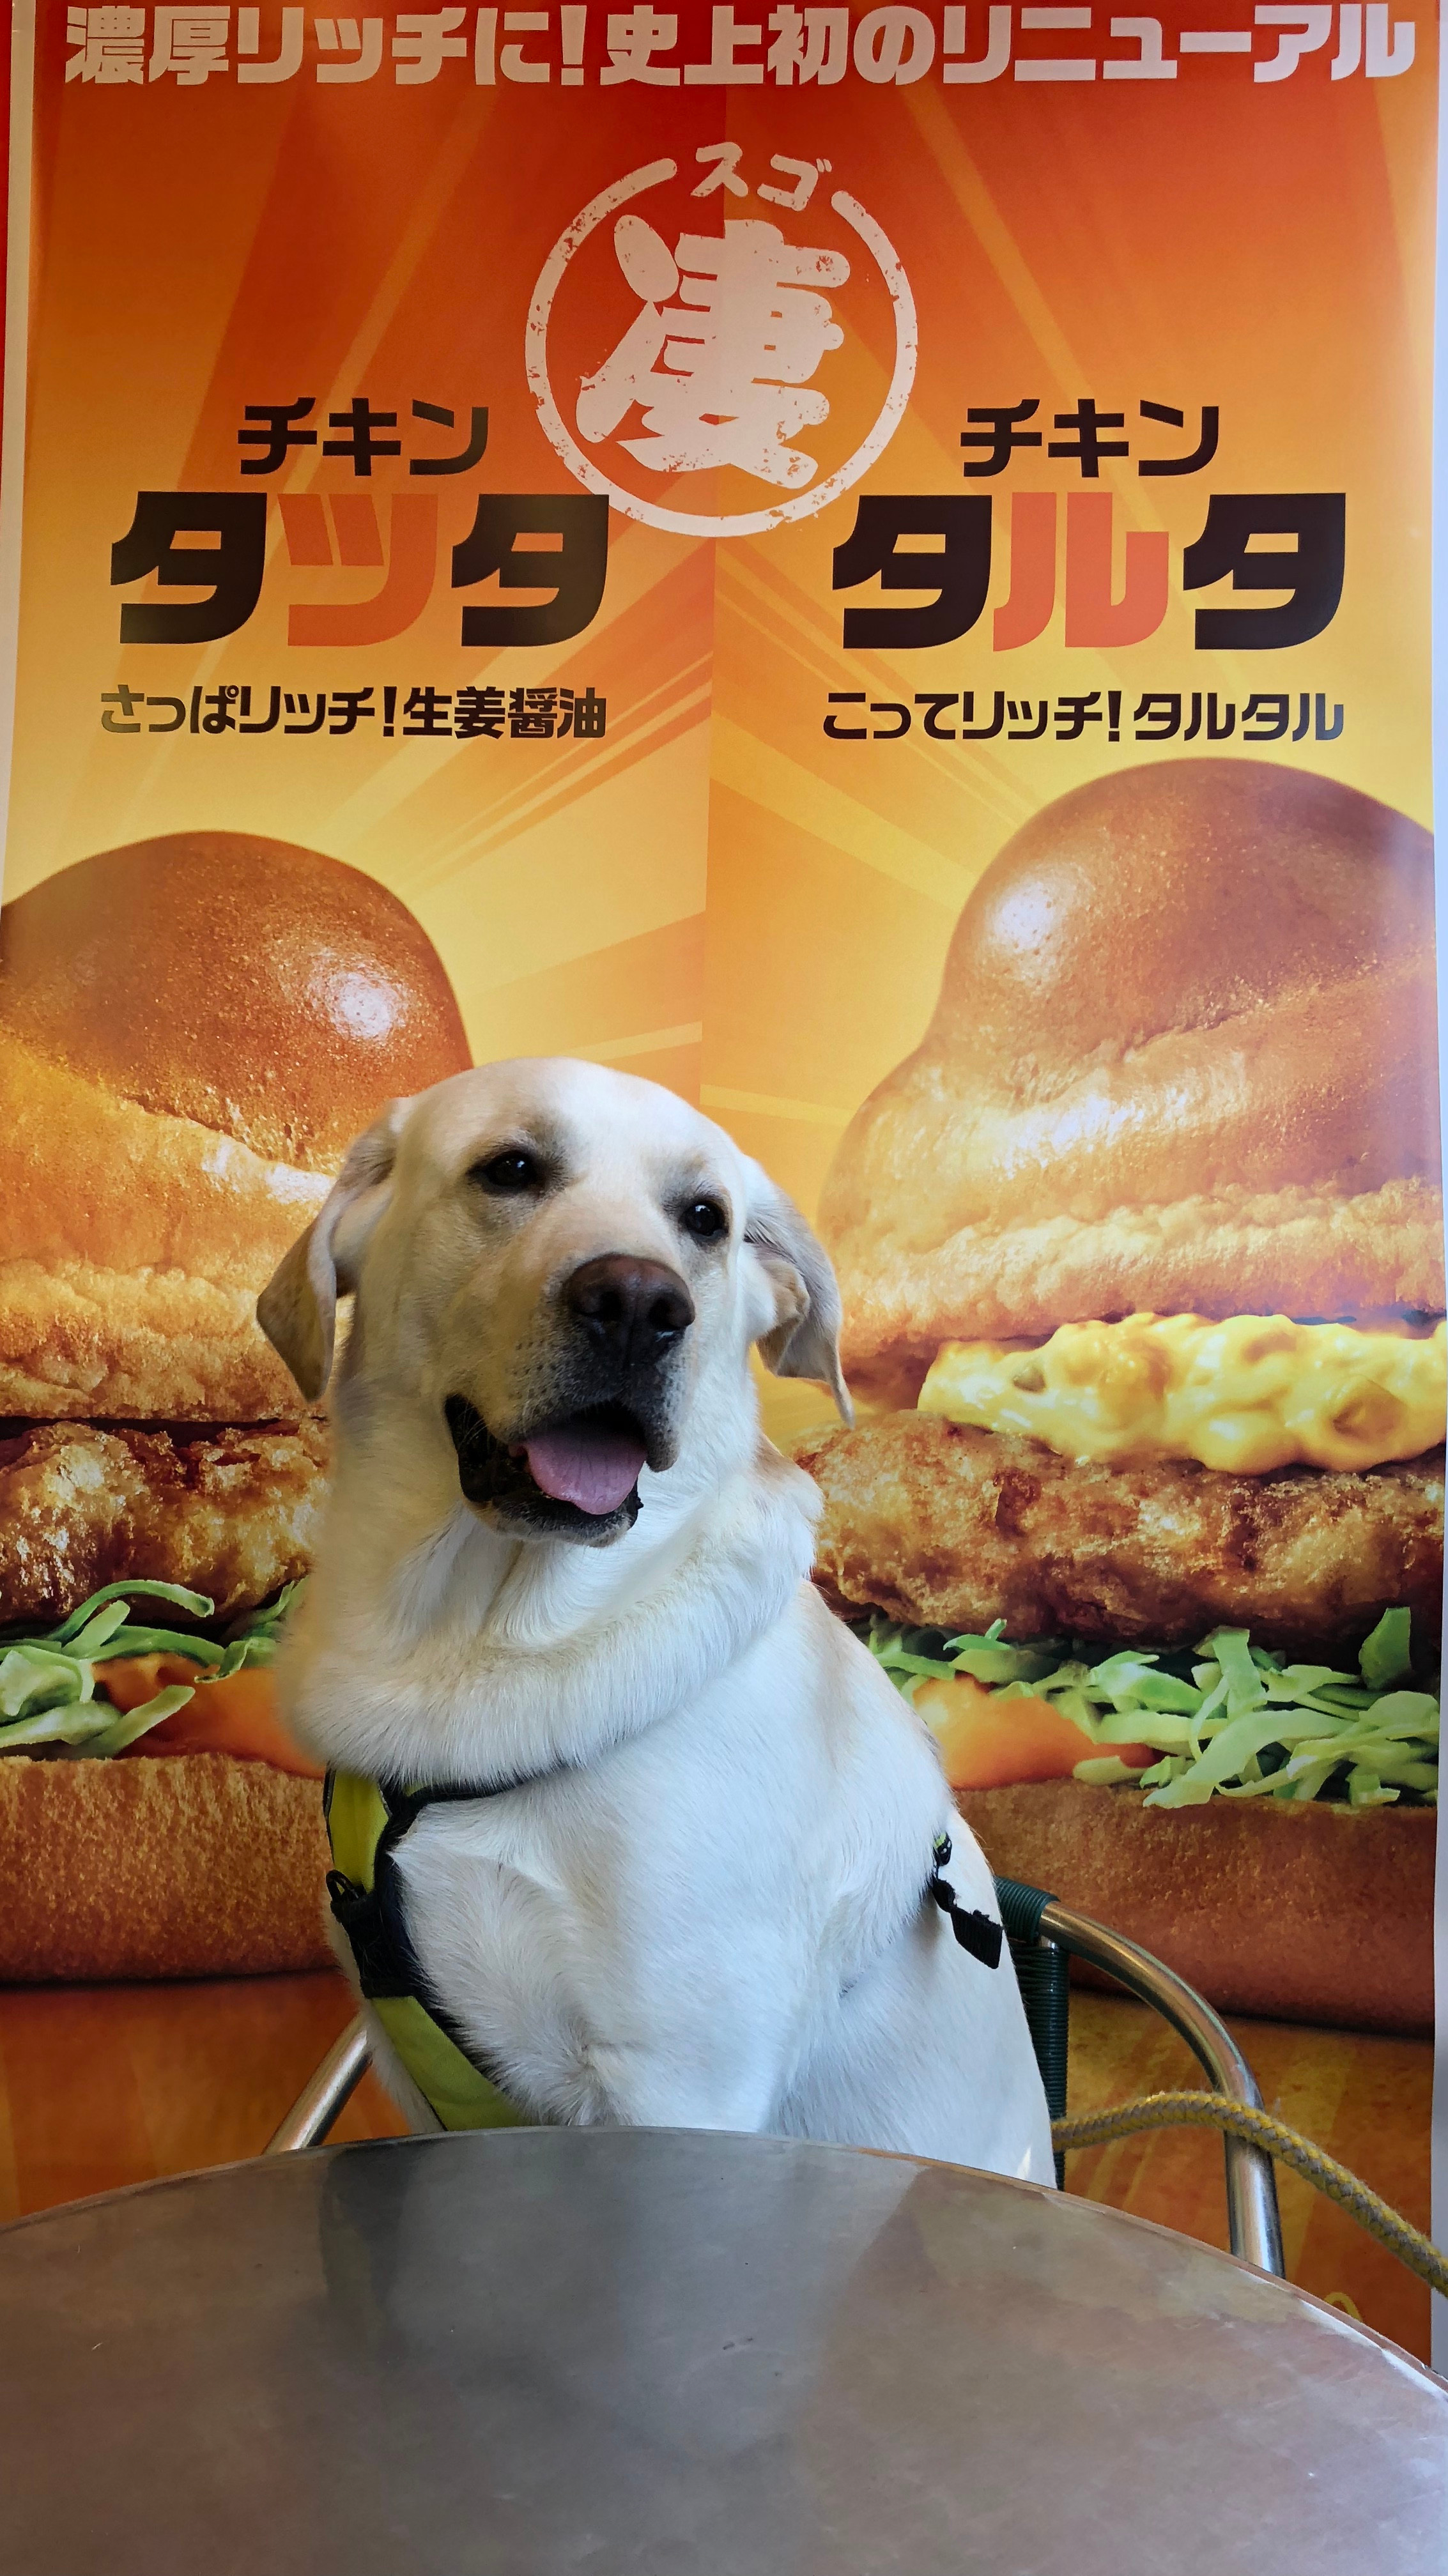 濃厚リッチに!史上初のリニューアル
スゴ
凄
チキン
タツタ
さっぱリッチ!生姜醤油
チキン
タルタ
こってリッチ!タルタル